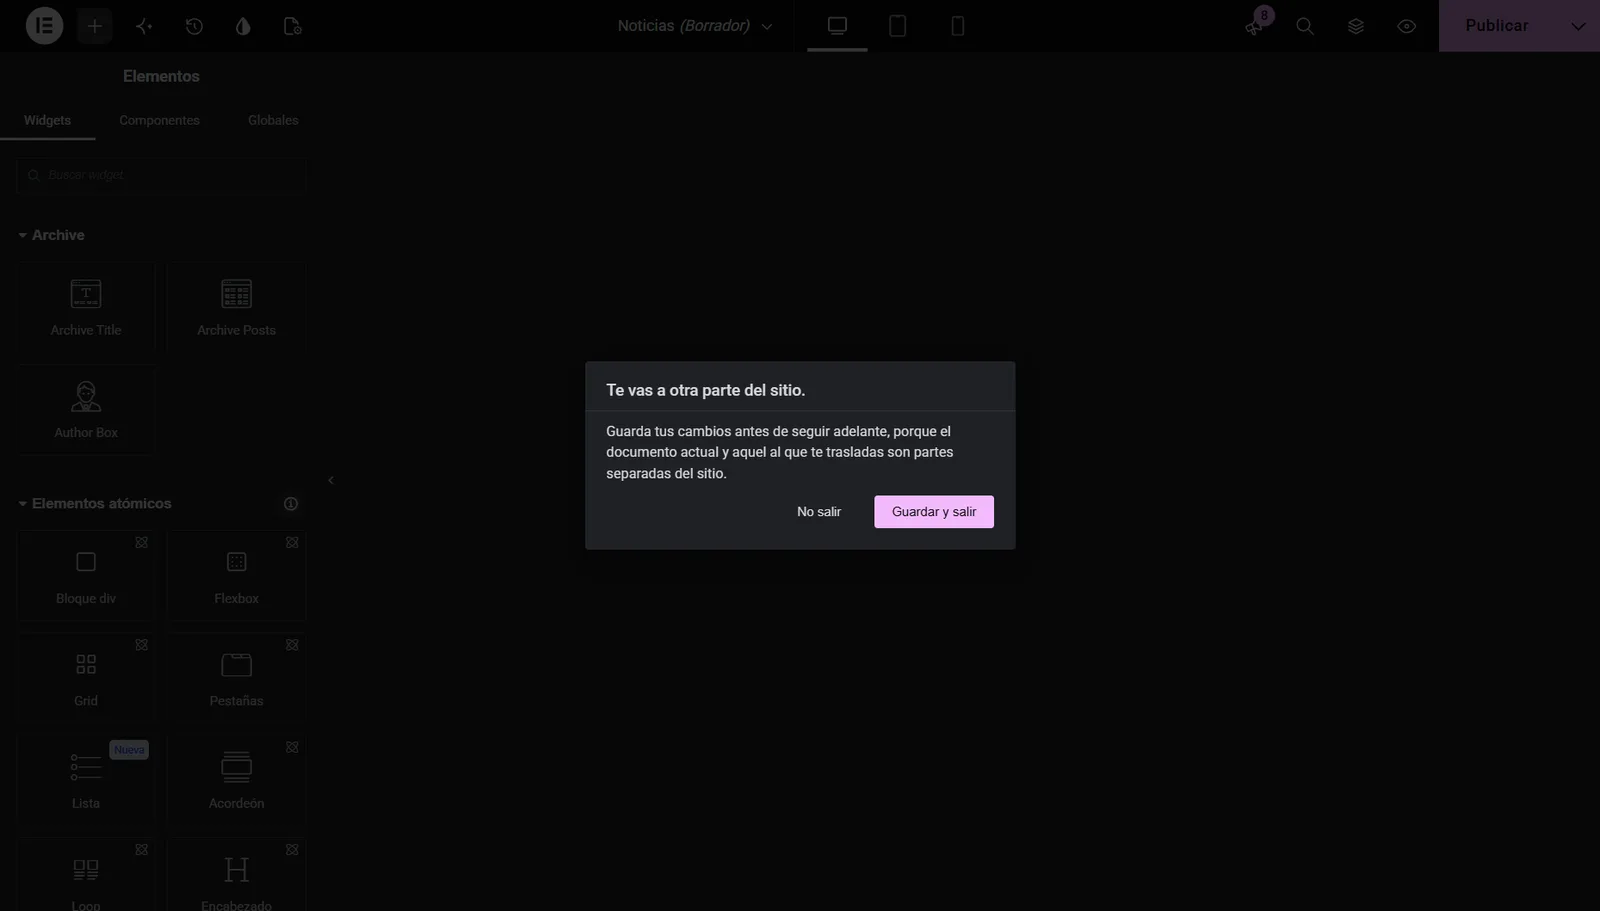 Noticias (Borrador)
8
Publicar
Elementos
Widgets
Componentes
Globales
Buscar widget
Archive
Archive Title
Archive Posts
Author Box
Elementos atómicos
Bloque div
Flexbox
Grid
Pestañas
Nueva
Lista
Acordeón
Loop
Encabezado
Te vas a otra parte del sitio.
Guarda tus cambios antes de seguir adelante, porque el
documento actual y aquel al que te trasladas son partes
separadas del sitio.
No salir
Guardar y salir